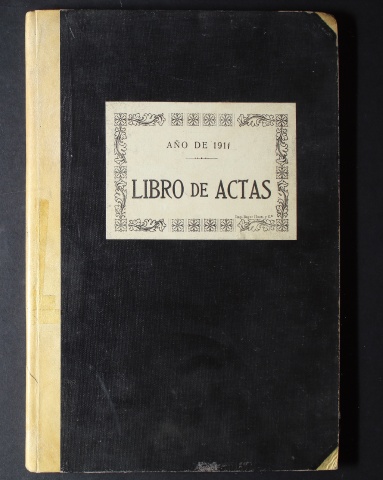 AÑO DE 1911
LIBRO DE ACTAS